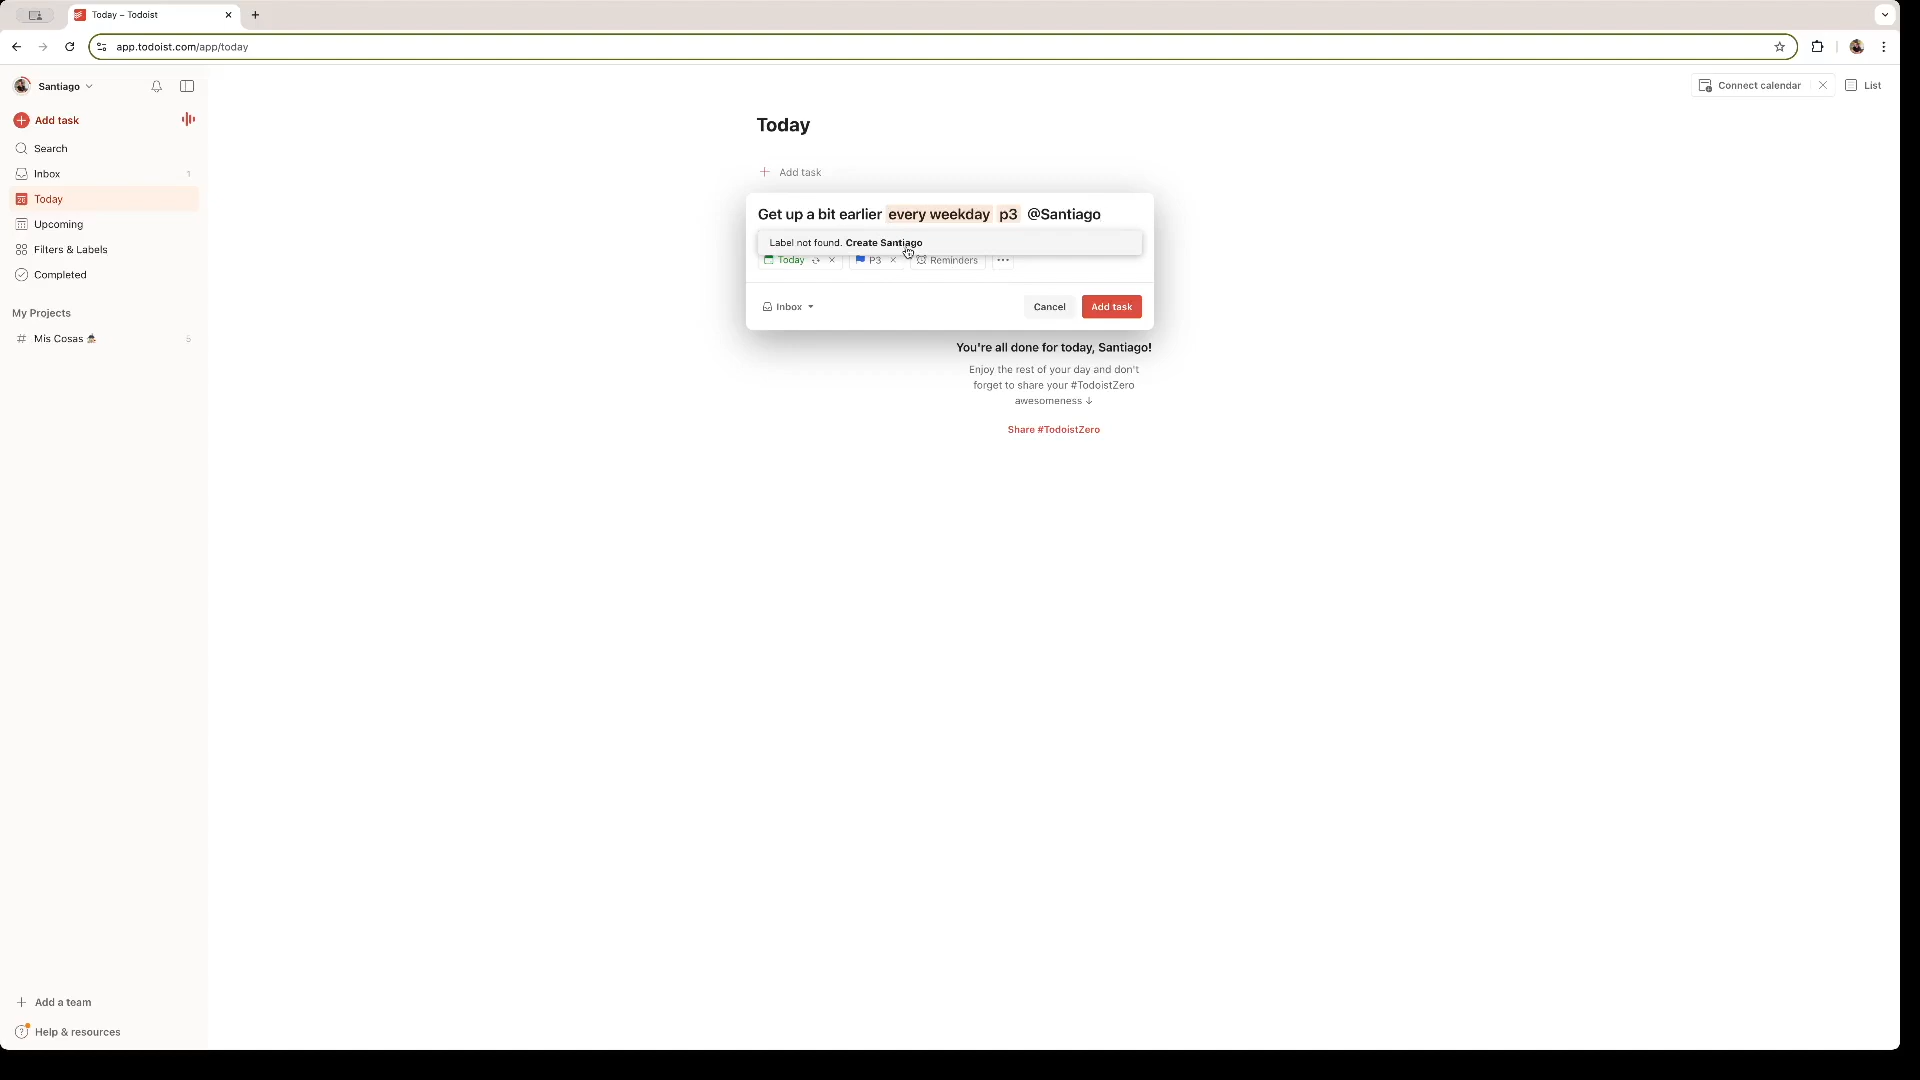 Today – Todoist
app.todoist.com/app/today
Santiago
Connect calendar
List
Add task
Search
Inbox 1
Today
Upcoming
Filters & Labels
Completed
My Projects
# Mis Cosas 5
Today
Add task
Get up a bit earlier every weekday p3 @Santiago
Label not found. Create Santiago
Today
P3
Reminders
Inbox
Cancel
Add task
You're all done for today, Santiago!
Enjoy the rest of your day and don't
forget to share your #TodoistZero
awesomeness ↓
Share #TodoistZero
Add a team
Help & resources